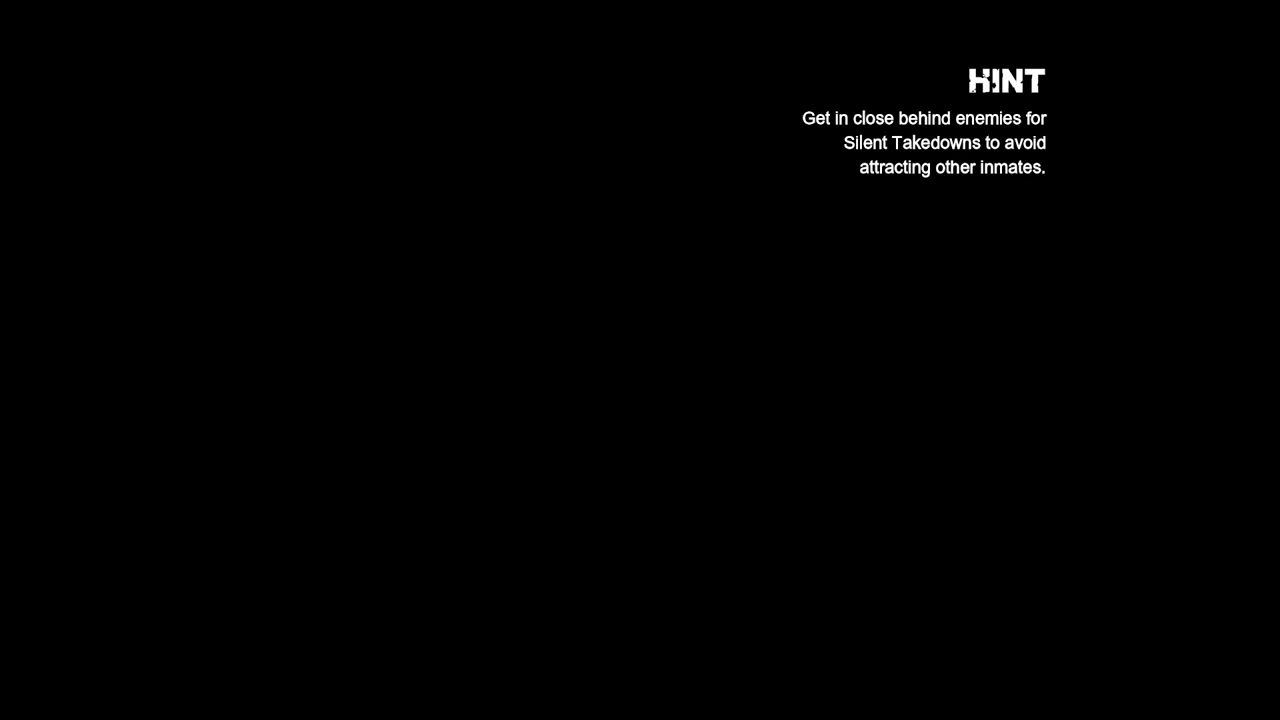 HINT
Get in close behind enemies for
Silent Takedowns to avoid
attracting other inmates.